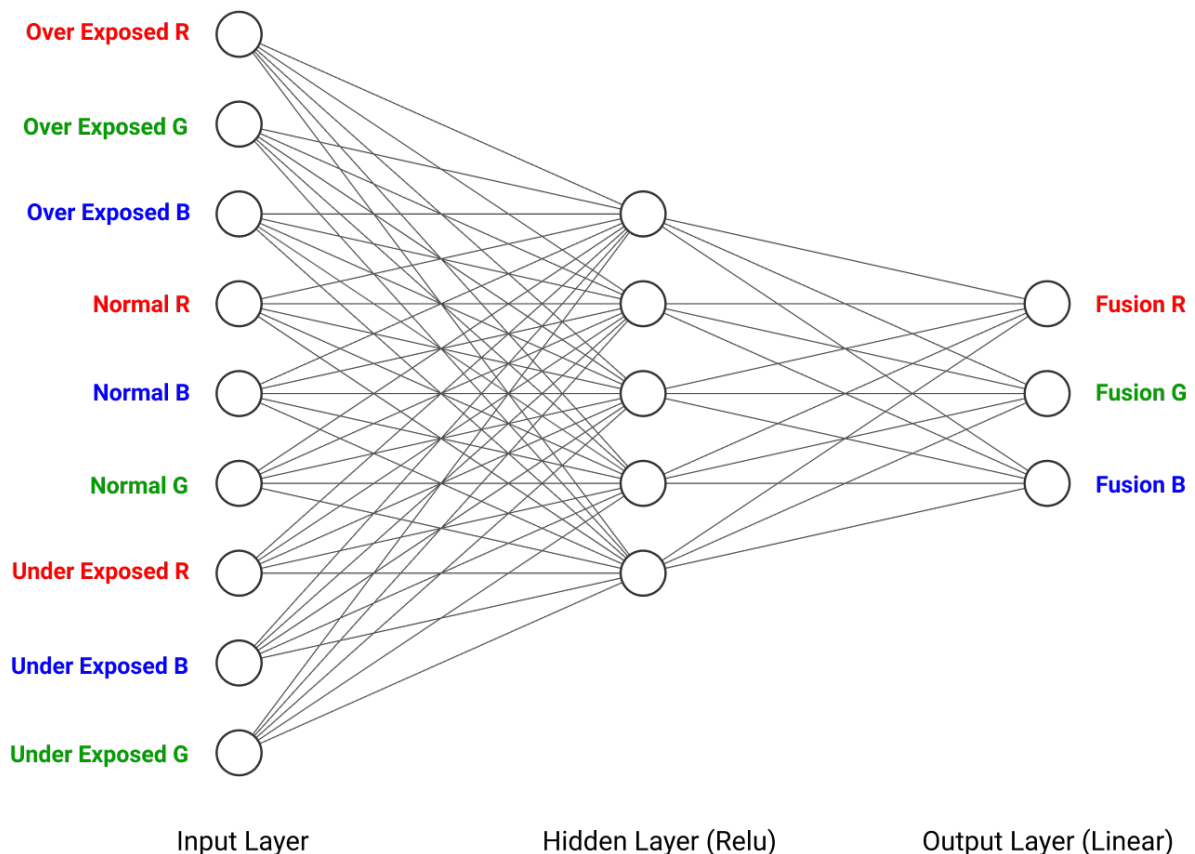 Over Exposed R
Over Exposed G
Over Exposed B
Normal R
Normal B
Normal G
Under Exposed R
Under Exposed B
Under Exposed G
Fusion R
Fusion G
Fusion B
Input Layer
Hidden Layer (Relu)
Output Layer (Linear)